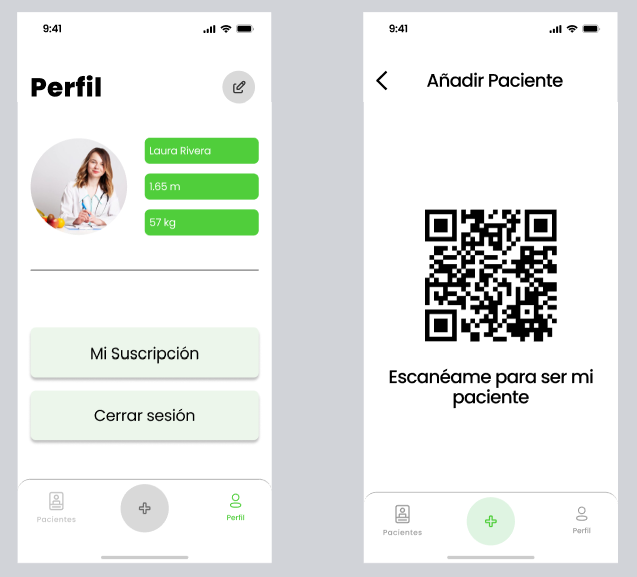 9:41
Perfil
Laura Rivera
1.65 m
57 kg
Mi Suscripción
Cerrar sesión
Pacientes
Perfil
9:41
Añadir Paciente
Escanéame para ser mi
paciente
Pacientes
Perfil